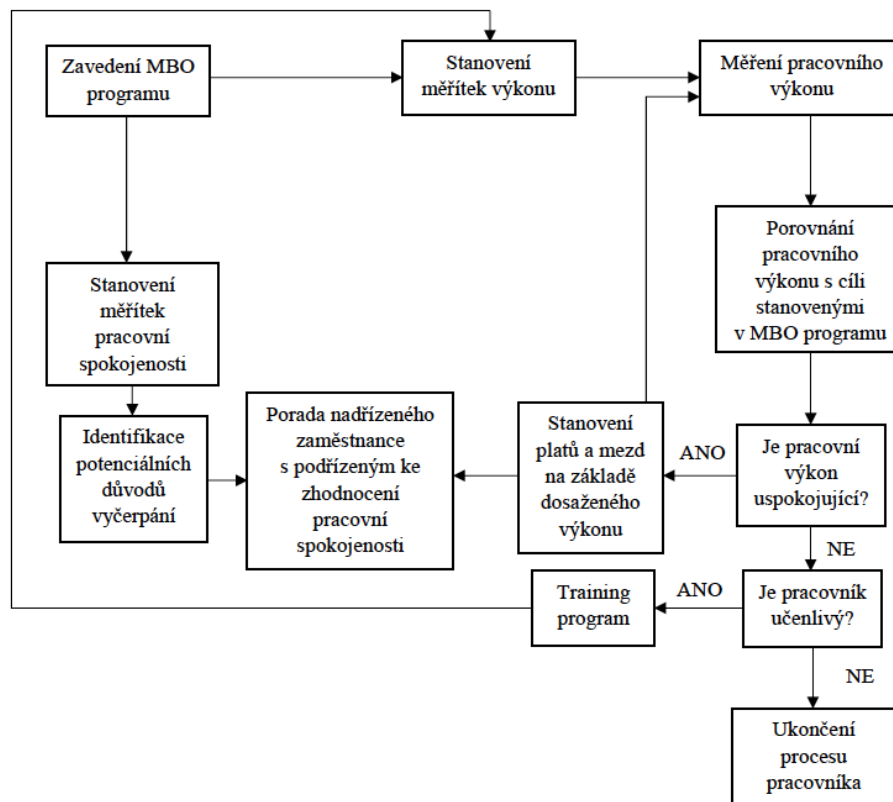 Zavedení MBO
programu
Stanovení
měřítek výkonu
Měření pracovního
výkonu
Porovnání
pracovního
výkonu s cíli
stanovenými
v MBO programu
Stanovení
měřítek
pracovní
spokojenosti
Identifikace
potenciálních
důvodů
vyčerpání
Porada nadřízeného
zaměstnance
s podřízeným ke
zhodnocení
pracovní
spokojenosti
Stanovení
platů a mezd
na základě
dosaženého
výkonu
ANO
Je pracovní
výkon
uspokojující?
NE
Training
program
ANO
Je pracovník
učenlivý?
NE
Ukončení
procesu
pracovníka